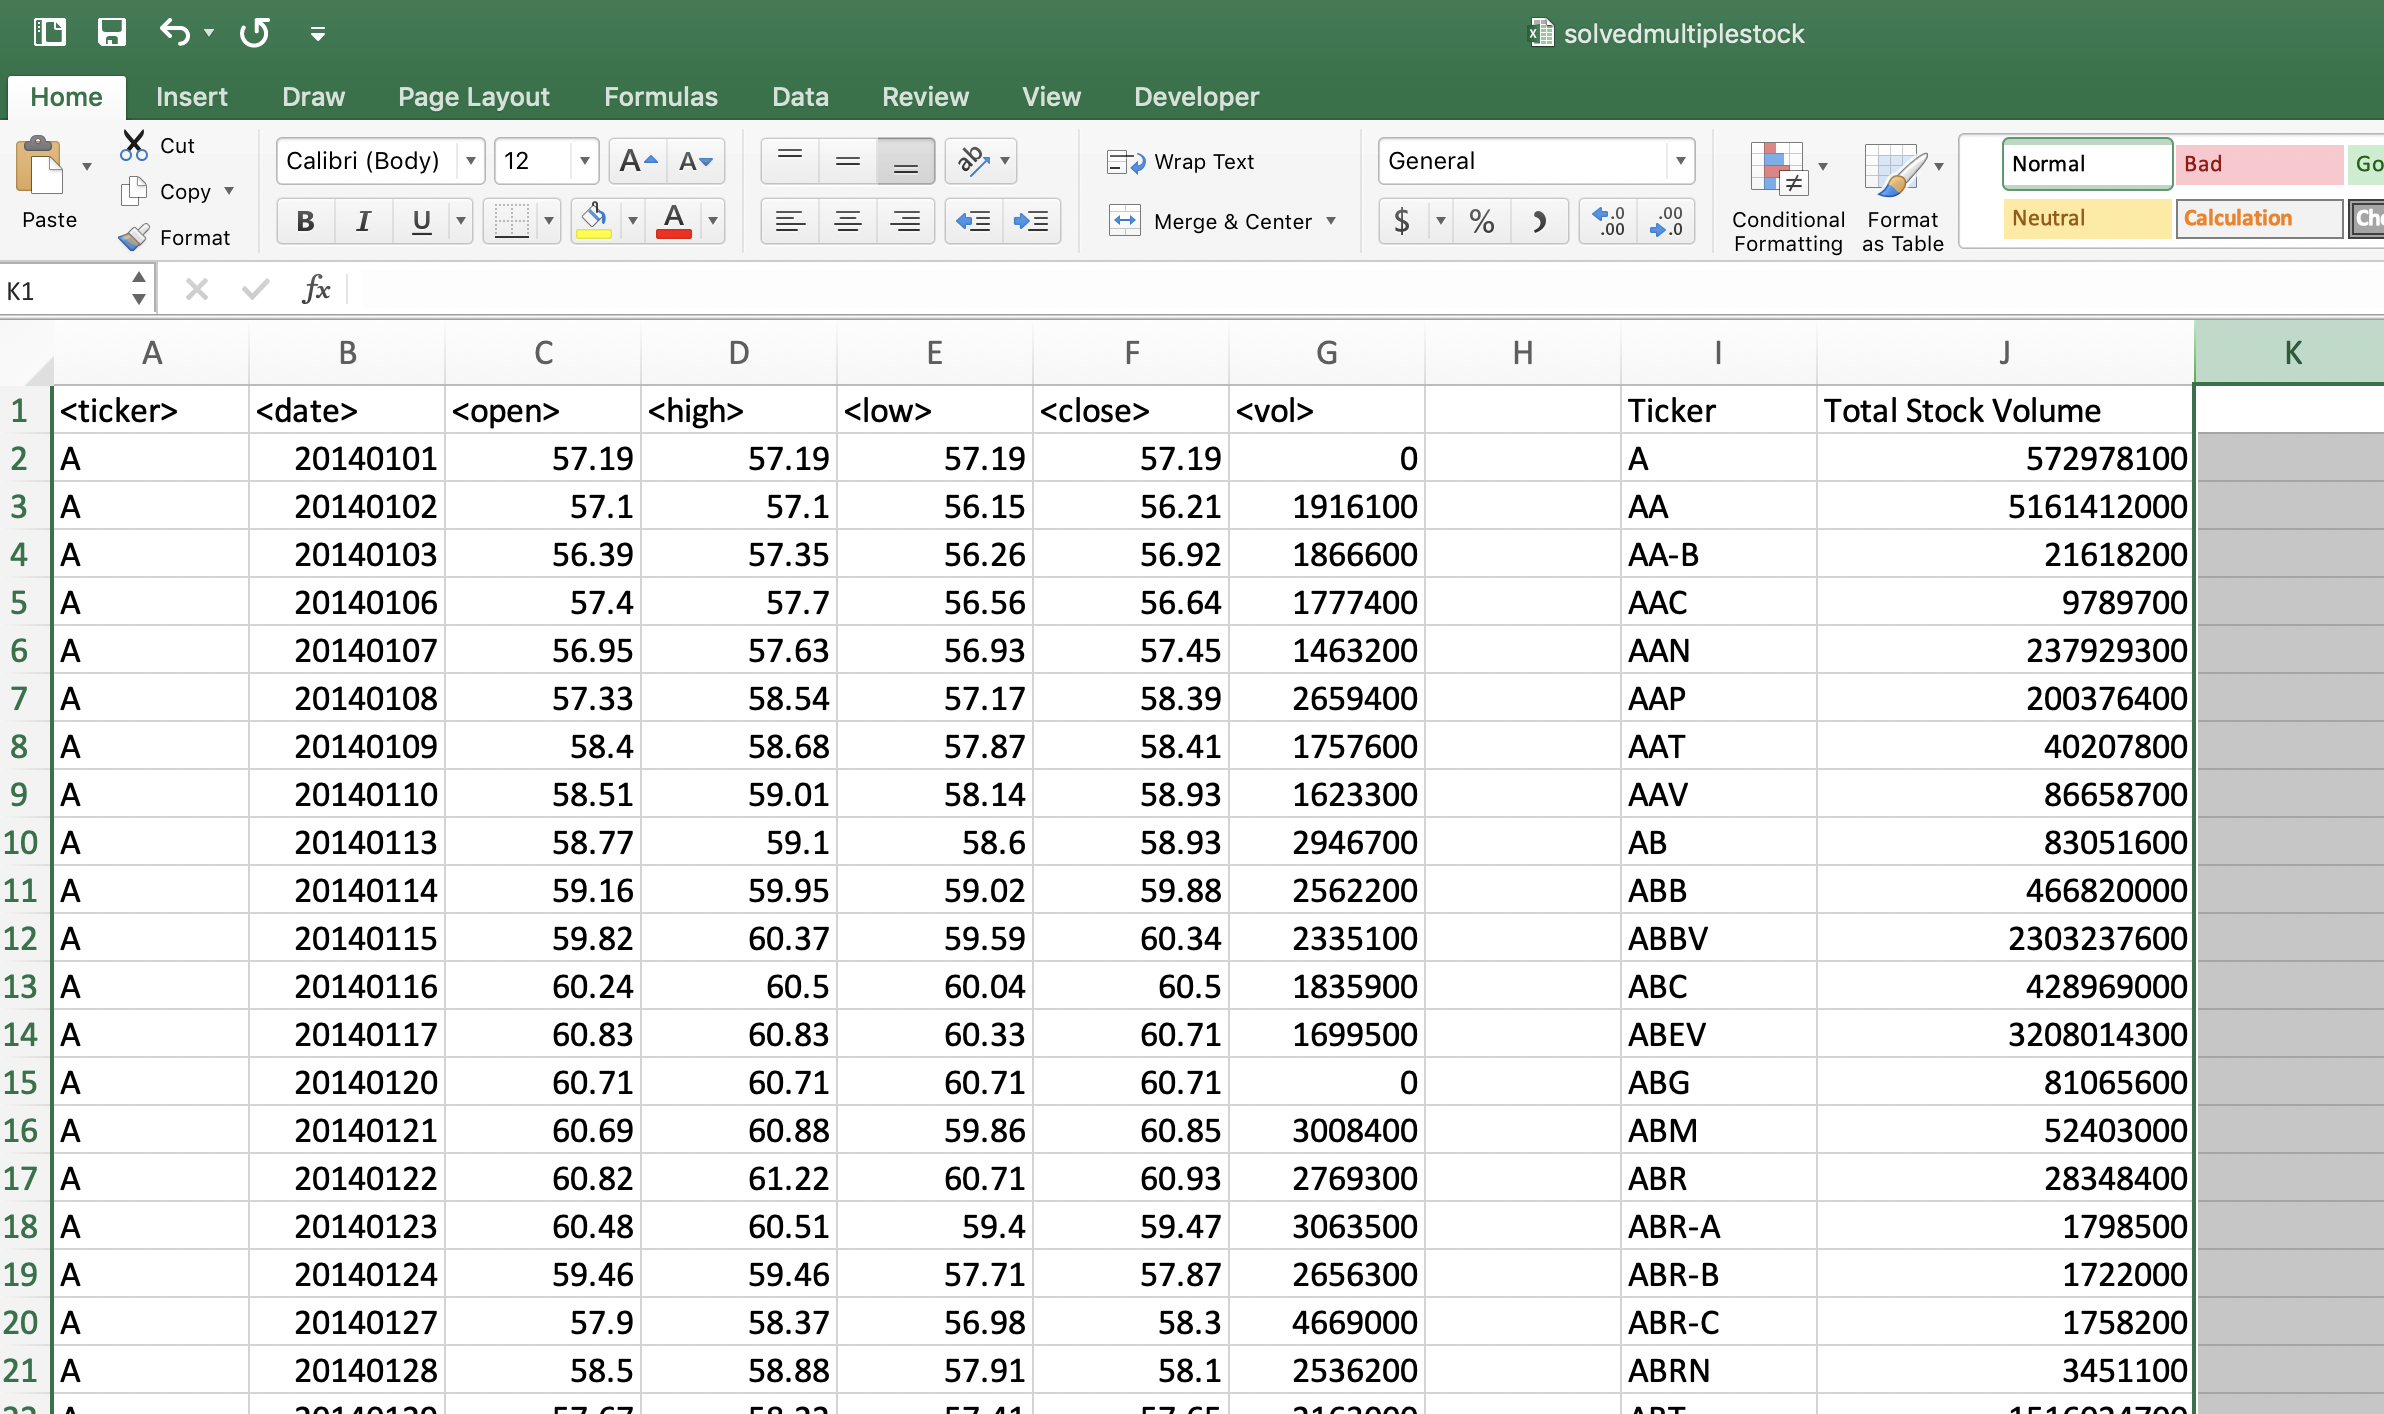 solvedmultiplestock
Home Insert Draw Page Layout Formulas Data Review View Developer
Paste
Cut
Copy
Format
Calibri (Body) 12 A A
B I U A
ab
Wrap Text
Merge & Center
General
$ % .0 .00 .00 .0
Conditional Formatting
Format as Table
Normal Bad
Neutral Calculation
K1 fx
A B C D E F G H I J K
1 <ticker> <date> <open> <high> <low> <close> <vol> Ticker Total Stock Volume
2 A 20140101 57.19 57.19 57.19 57.19 0 A 572978100
3 A 20140102 57.1 57.1 56.15 56.21 1916100 AA 5161412000
4 A 20140103 56.39 57.35 56.26 56.92 1866600 AA-B 21618200
5 A 20140106 57.4 57.7 56.56 56.64 1777400 AAC 9789700
6 A 20140107 56.95 57.63 56.93 57.45 1463200 AAN 237929300
7 A 20140108 57.33 58.54 57.17 58.39 2659400 AAP 200376400
8 A 20140109 58.4 58.68 57.87 58.41 1757600 AAT 40207800
9 A 20140110 58.51 59.01 58.14 58.93 1623300 AAV 86658700
10 A 20140113 58.77 59.1 58.6 58.93 2946700 AB 83051600
11 A 20140114 59.16 59.95 59.02 59.88 2562200 ABB 466820000
12 A 20140115 59.82 60.37 59.59 60.34 2335100 ABBV 2303237600
13 A 20140116 60.24 60.5 60.04 60.5 1835900 ABC 428969000
14 A 20140117 60.83 60.83 60.33 60.71 1699500 ABEV 3208014300
15 A 20140120 60.71 60.71 60.71 60.71 0 ABG 81065600
16 A 20140121 60.69 60.88 59.86 60.85 3008400 ABM 52403000
17 A 20140122 60.82 61.22 60.71 60.93 2769300 ABR 28348400
18 A 20140123 60.48 60.51 59.4 59.47 3063500 ABR-A 1798500
19 A 20140124 59.46 59.46 57.71 57.87 2656300 ABR-B 1722000
20 A 20140127 57.9 58.37 56.98 58.3 4669000 ABR-C 1758200
21 A 20140128 58.5 58.88 57.91 58.1 2536200 ABRN 3451100